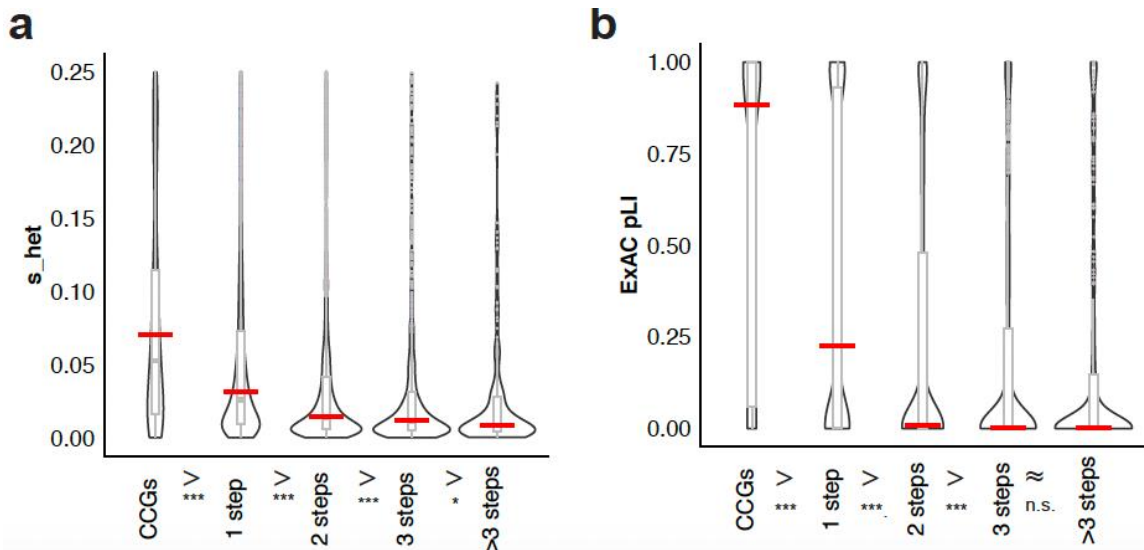 a
b
s_het
0.25
0.20
0.15
0.10
0.05
0.00
CCGs
>
***
1 step
>
***
2 steps
>
***
3 steps
>
*
>3 steps
ExAC pLI
1.00
0.75
0.50
0.25
0.00
CCGs
>
***
1 step
>
***.
2 steps
>
***
3 steps
≈
n.s.
>3 steps